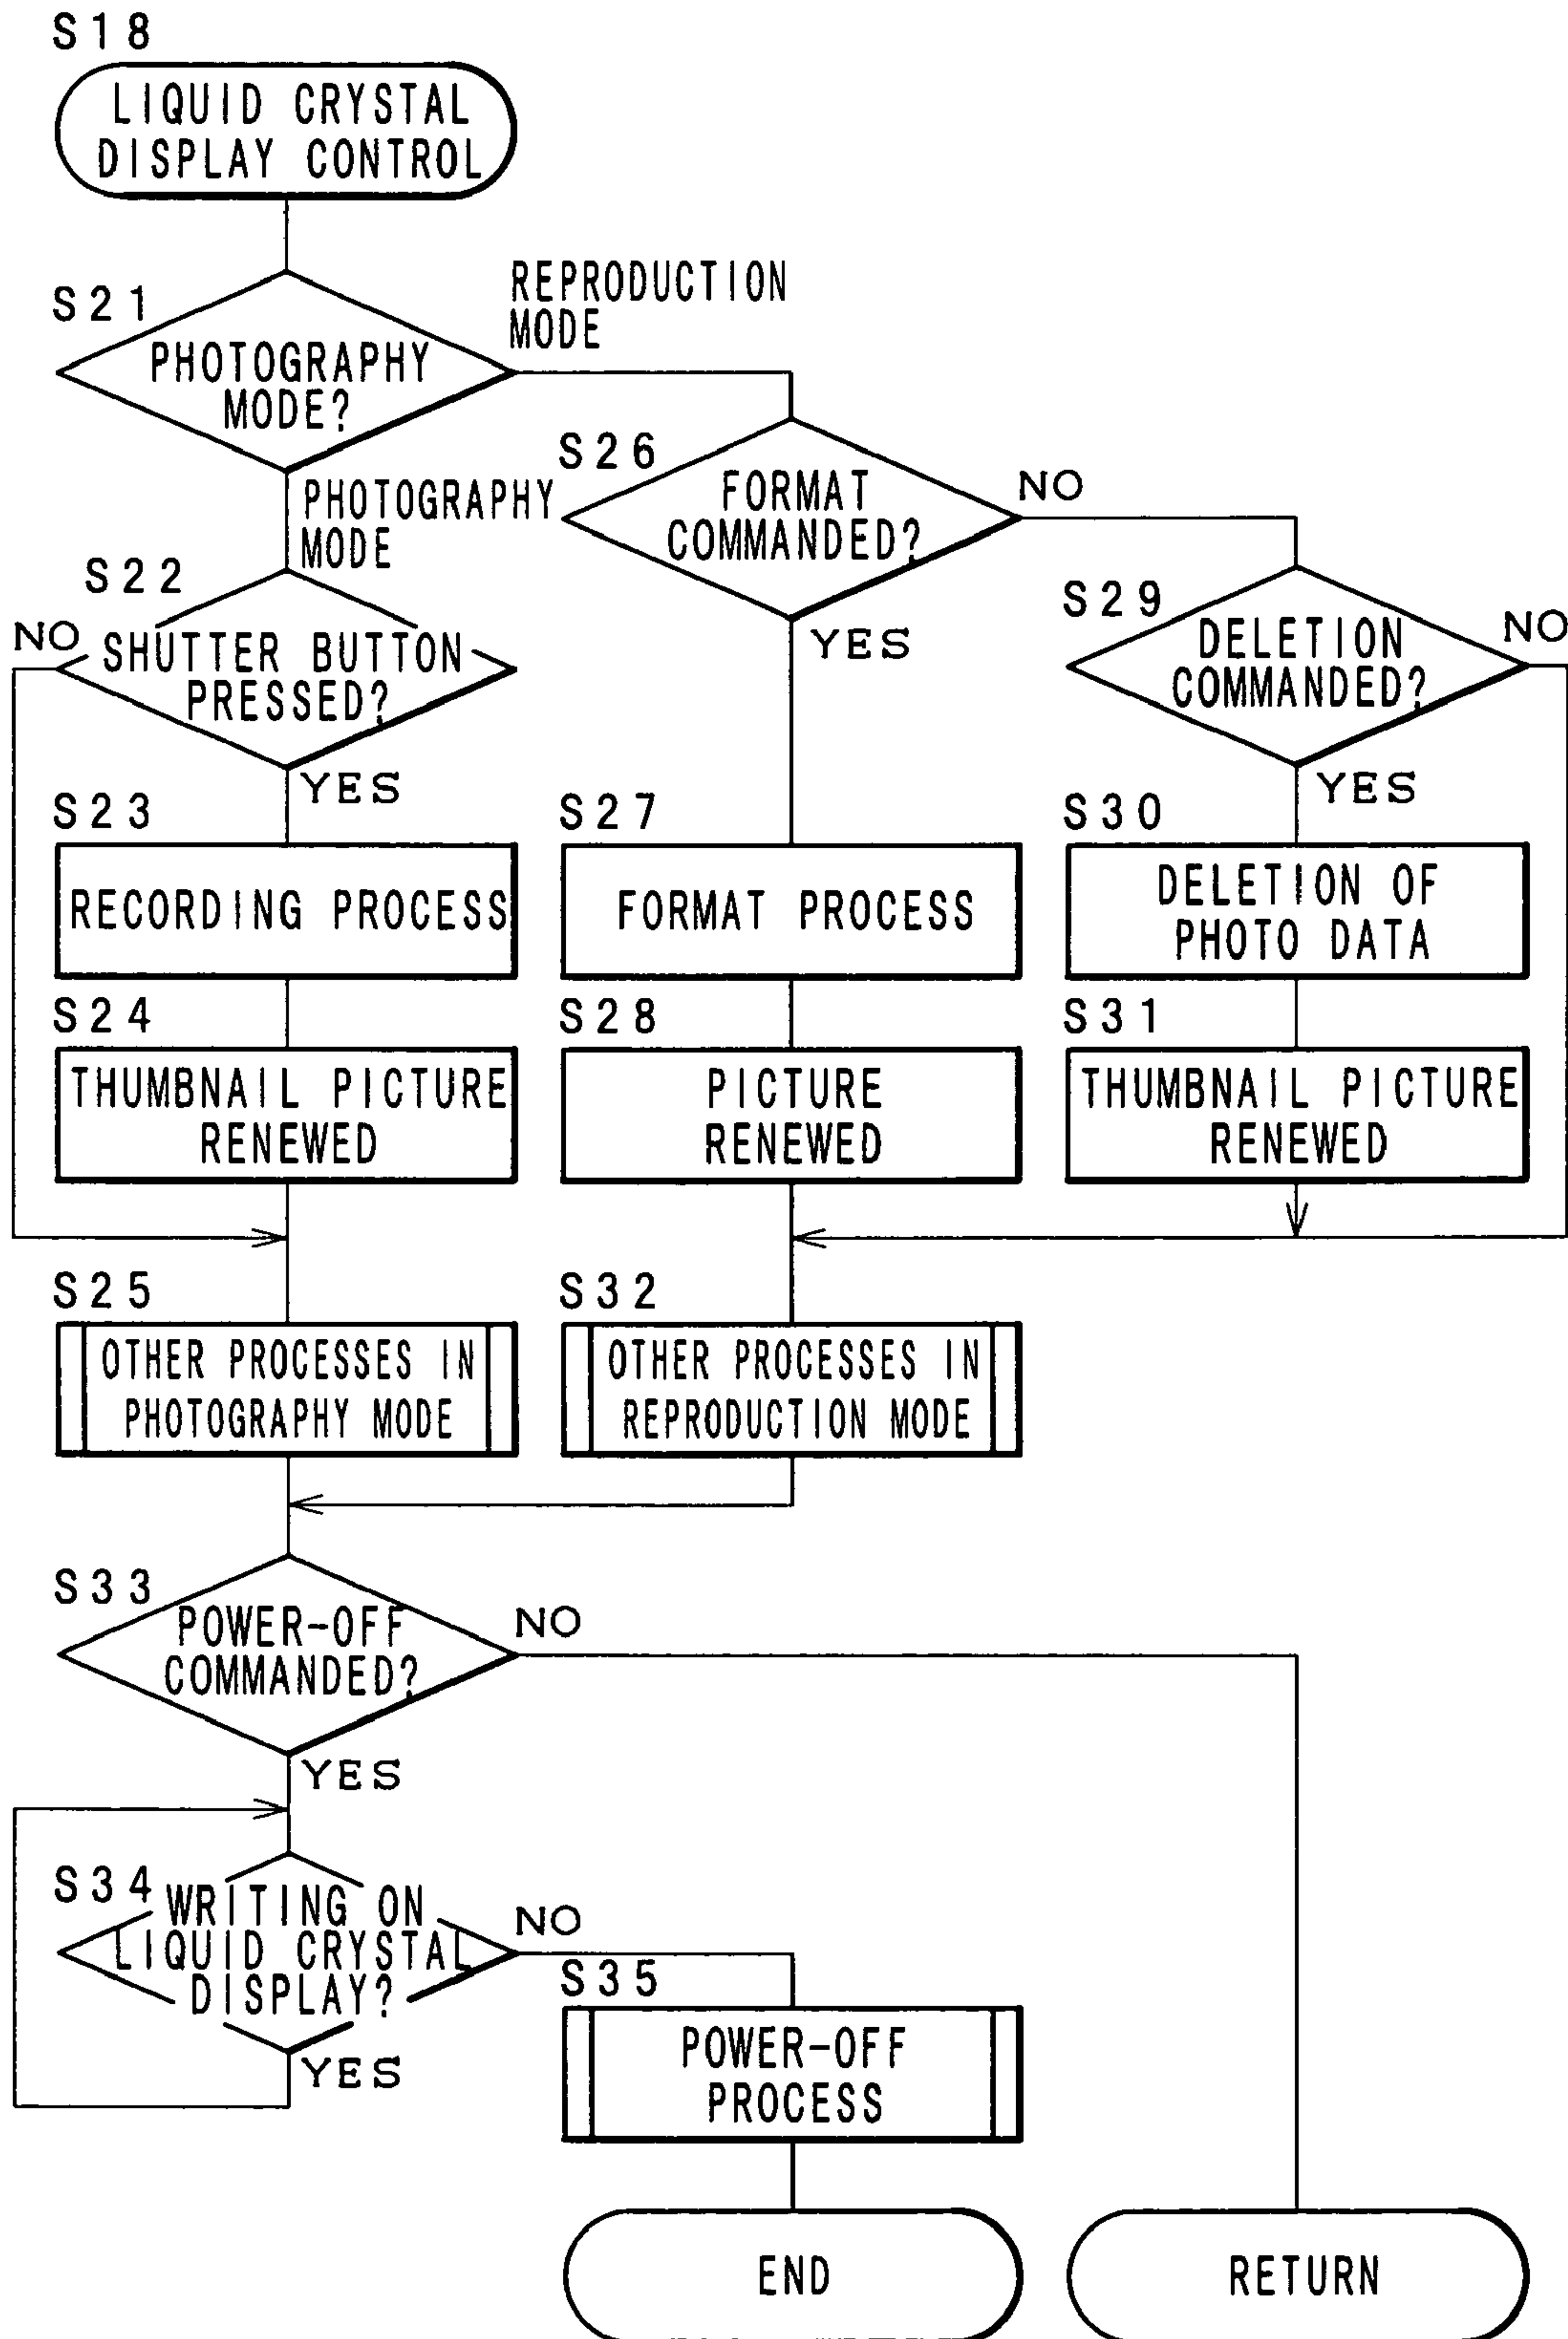 S18
LIQUID CRYSTAL
DISPLAY CONTROL
S21
PHOTOGRAPHY
MODE?
REPRODUCTION
MODE
PHOTOGRAPHY
MODE
S22
NO
SHUTTER BUTTON
PRESSED?
YES
S23
RECORDING PROCESS
S24
THUMBNAIL PICTURE
RENEWED
S25
OTHER PROCESSES IN
PHOTOGRAPHY MODE
S26
FORMAT
COMMANDED?
NO
YES
S27
FORMAT PROCESS
S28
PICTURE
RENEWED
S29
DELETION
COMMANDED?
NO
YES
S30
DELETION OF
PHOTO DATA
S31
THUMBNAIL PICTURE
RENEWED
S32
OTHER PROCESSES IN
REPRODUCTION MODE
S33
POWER-OFF
COMMANDED?
NO
YES
S34
WRITING ON
LIQUID CRYSTAL
DISPLAY?
NO
YES
S35
POWER-OFF
PROCESS
END
RETURN